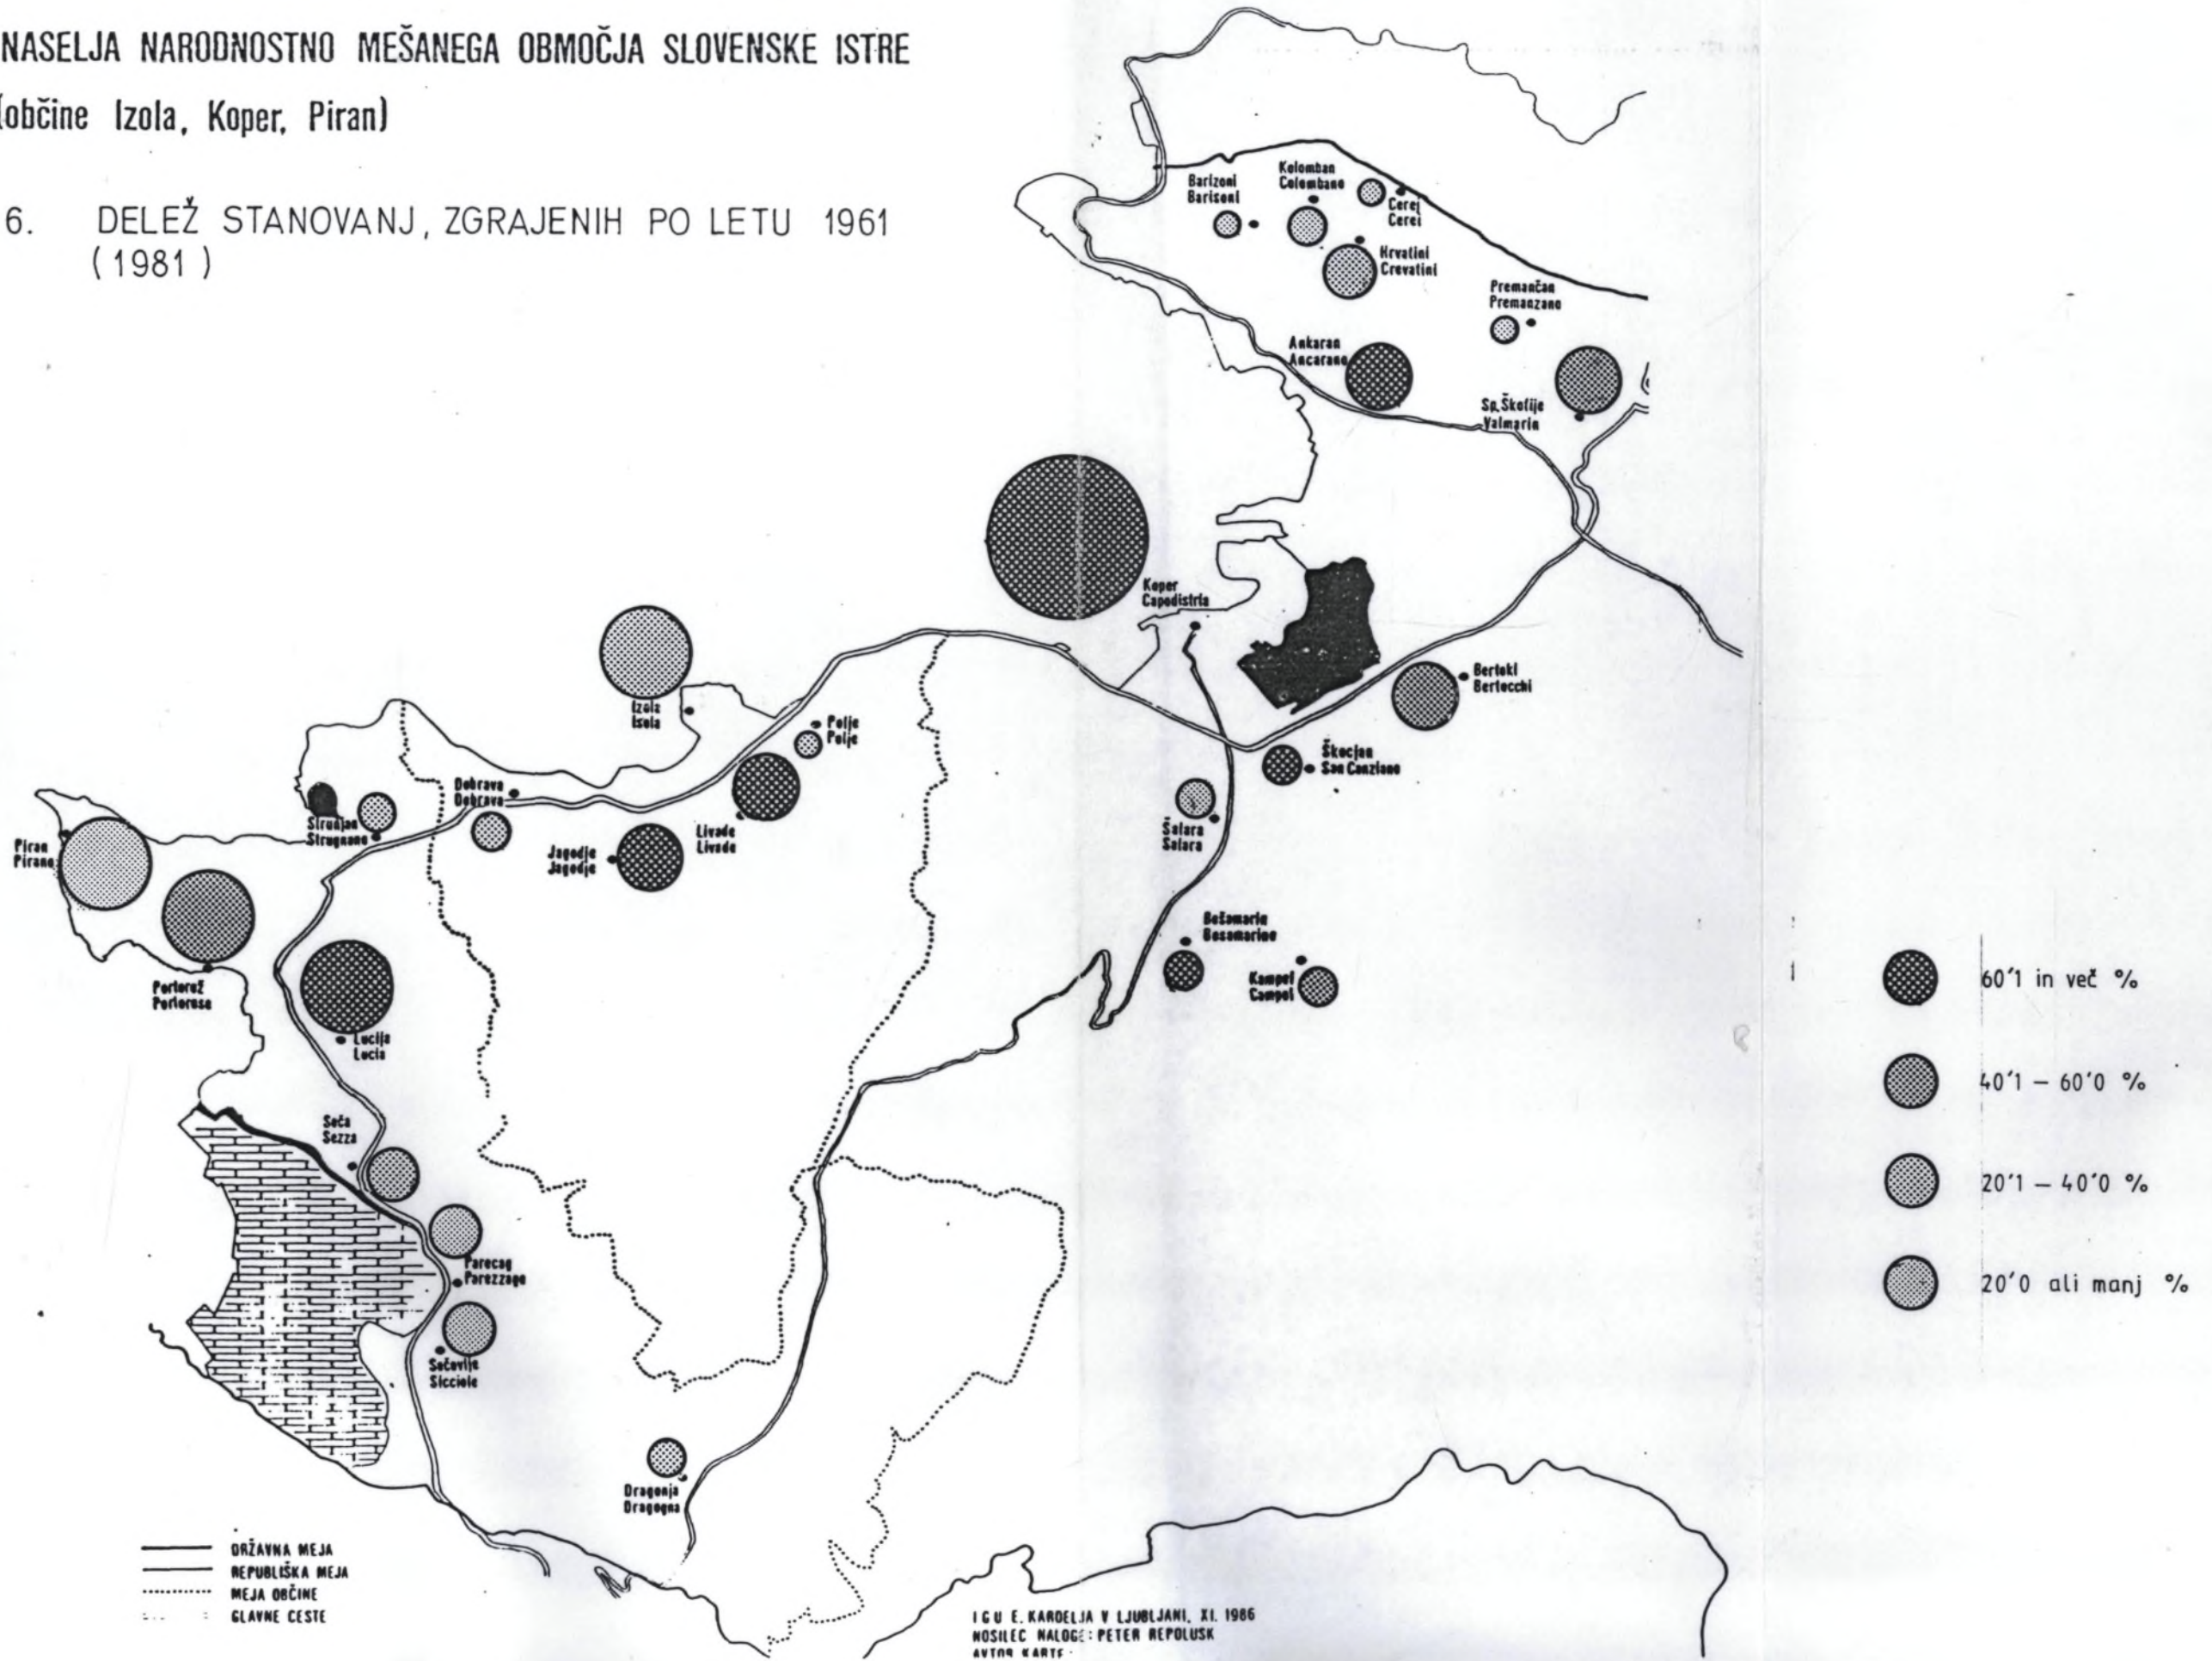 NASELJA NARODNOSTNO MEŠANEGA OBMOČJA SLOVENSKE ISTRE
(občine Izola, Koper, Piran)
6. DELEŽ STANOVANJ, ZGRAJENIH PO LETU 1961
(1981)
Barizoni
Barisoni
Kolomban
Colombano
Cerej
Cerei
Hrvatini
Crevatini
Premančan
Premanzano
Ankaran
Ancarano
Sp. Škofije
Valmarin
Koper
Capodistria
Izola
Isola
Polje
Polje
Bertoki
Bertocchi
Škocjan
San Canziano
Dobrava
Dobrava
Strunjan
Strugnano
Livade
Livade
Jagodje
Jagodje
Šalara
Salara
Piran
Pirano
Portorož
Portorose
Bošamarin
Bosamarino
Kampel
Campel
Lucija
Lucia
Seča
Sezza
Parecag
Parezzago
Sečovlje
Sicciole
Dragonja
Dragogna
60'1 in več %
40'1 – 60'0 %
20'1 – 40'0 %
20'0 ali manj %
DRŽAVNA MEJA
REPUBLIŠKA MEJA
MEJA OBČINE
GLAVNE CESTE
IGU E. KARDELJA V LJUBLJANI, XI. 1986
NOSILEC NALOGE: PETER REPOLUSK
AVTOR KARTE: